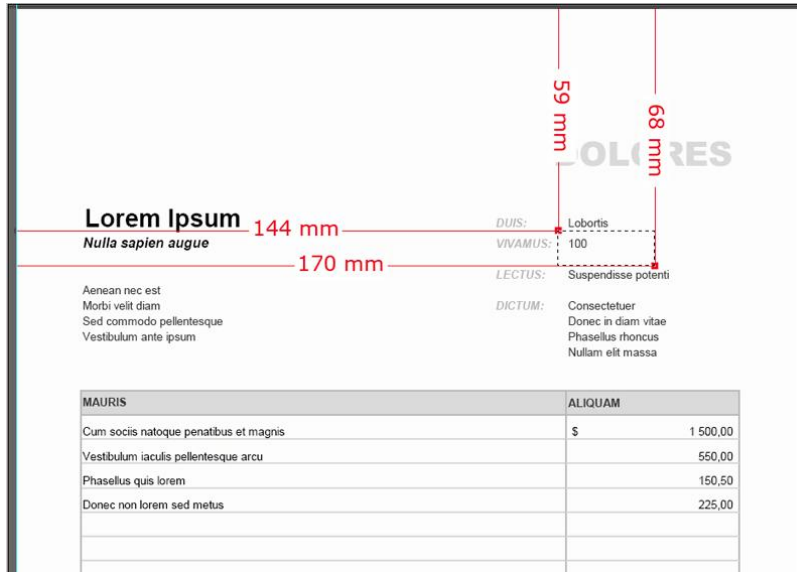 59 mm
68 mm
DOLORES
Lorem Ipsum
144 mm
DUIS: Lobortis
Nulla sapien augue
VIVAMUS: 100
170 mm
LECTUS: Suspendisse potenti
Aenean nec est
Morbi velit diam
DICTUM: Consectetuer
Sed commodo pellentesque
Donec in diam vitae
Vestibulum ante ipsum
Phasellus rhoncus
Nullam elit massa
MAURIS ALIQUAM
Cum sociis natoque penatibus et magnis $ 1 500,00
Vestibulum iaculis pellentesque arcu 550,00
Phasellus quis lorem 150,50
Donec non lorem sed metus 225,00